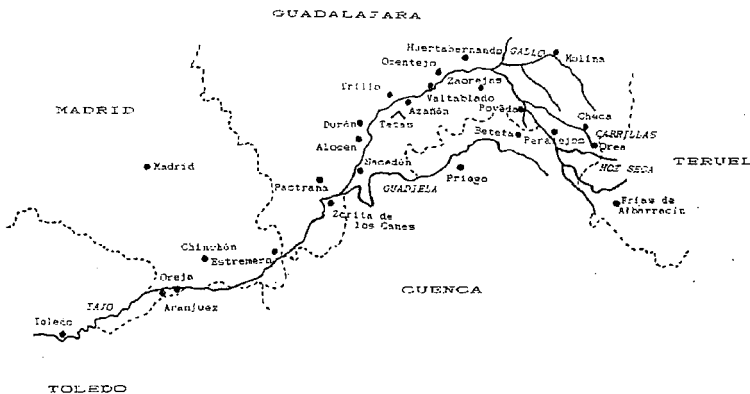 GUADALAJARA
Huertahernando
GALLO
Molina
Ocentejo
Zaorejas
Trillo
Valtablado
MADRID
Azañón
Checa
Poveda
Durón
Tetas
CARRILLAS
Beteta
Peralejos
Orea
Alocén
TERUEL
Madrid
Sacedón
HOZ SECA
Priego
Pastrana
GUADIELA
Frías de
Albarracín
Zorita de
los Canes
Chinchón
Estremera
Oreja
CUENCA
TAJO
Aranjuez
Toledo
TOLEDO